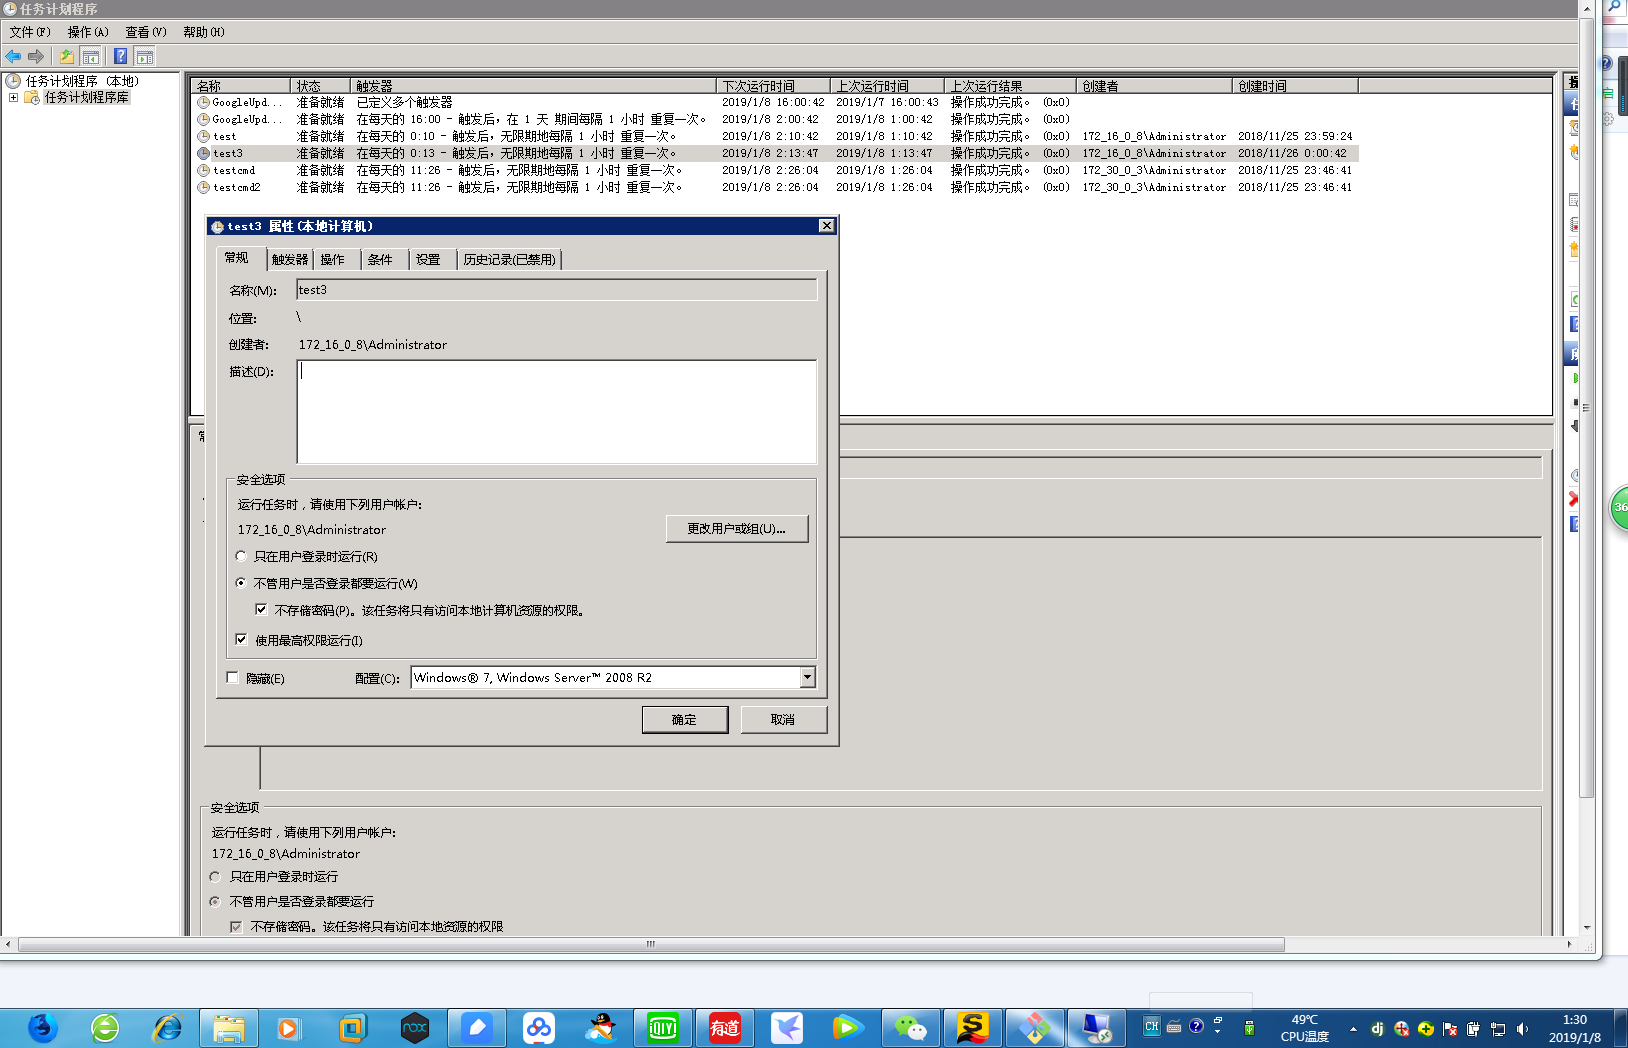 任务计划程序
文件(F) 操作(A) 查看(V) 帮助(H)
任务计划程序 (本地)
任务计划程序库
名称 状态 触发器 下次运行时间 上次运行时间 上次运行结果 创建者 创建时间
GoogleUpd... 准备就绪 已定义多个触发器 2019/1/8 16:00:42 2019/1/7 16:00:43 操作成功完成。 (0x0)
GoogleUpd... 准备就绪 在每天的 16:00 - 触发后，在 1 天 期间每隔 1 小时 重复一次。 2019/1/8 2:00:42 2019/1/8 1:00:42 操作成功完成。 (0x0)
test 准备就绪 在每天的 0:10 - 触发后，无限期地每隔 1 小时 重复一次。 2019/1/8 2:10:42 2019/1/8 1:10:42 操作成功完成。 (0x0) 172_16_0_8\Administrator 2018/11/25 23:59:24
test3 准备就绪 在每天的 0:13 - 触发后，无限期地每隔 1 小时 重复一次。 2019/1/8 2:13:47 2019/1/8 1:13:47 操作成功完成。 (0x0) 172_16_0_8\Administrator 2018/11/26 0:00:42
testcmd 准备就绪 在每天的 11:26 - 触发后，无限期地每隔 1 小时 重复一次。 2019/1/8 2:26:04 2019/1/8 1:26:04 操作成功完成。 (0x0) 172_30_0_3\Administrator 2018/11/25 23:46:41
testcmd2 准备就绪 在每天的 11:26 - 触发后，无限期地每隔 1 小时 重复一次。 2019/1/8 2:26:04 2019/1/8 1:26:04 操作成功完成。 (0x0) 172_30_0_3\Administrator 2018/11/25 23:46:41
test3 属性(本地计算机)
常规 触发器 操作 条件 设置 历史记录(已禁用)
名称(M): test3
位置: \
创建者: 172_16_0_8\Administrator
描述(D):
安全选项
运行任务时，请使用下列用户帐户:
172_16_0_8\Administrator 更改用户或组(U)...
只在用户登录时运行(R)
不管用户是否登录都要运行(W)
不存储密码(P)。该任务将只有访问本地计算机资源的权限。
使用最高权限运行(I)
隐藏(E) 配置(C): Windows® 7, Windows Server™ 2008 R2
确定 取消
安全选项
运行任务时，请使用下列用户帐户:
172_16_0_8\Administrator
只在用户登录时运行
不管用户是否登录都要运行
不存储密码。该任务将只有访问本地资源的权限
36
nox
QIY
有道
CH
49℃
CPU温度
dj
1:30
2019/1/8